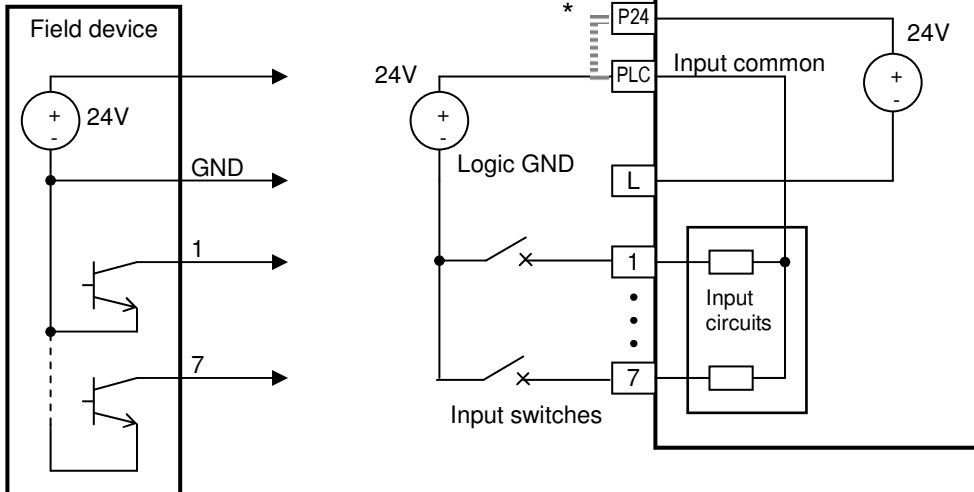 Field device
24V
+
-
GND
1
7
*
P24
24V
PLC
Input common
24V
+
-
+
-
Logic GND
L
1
Input
circuits
7
Input switches